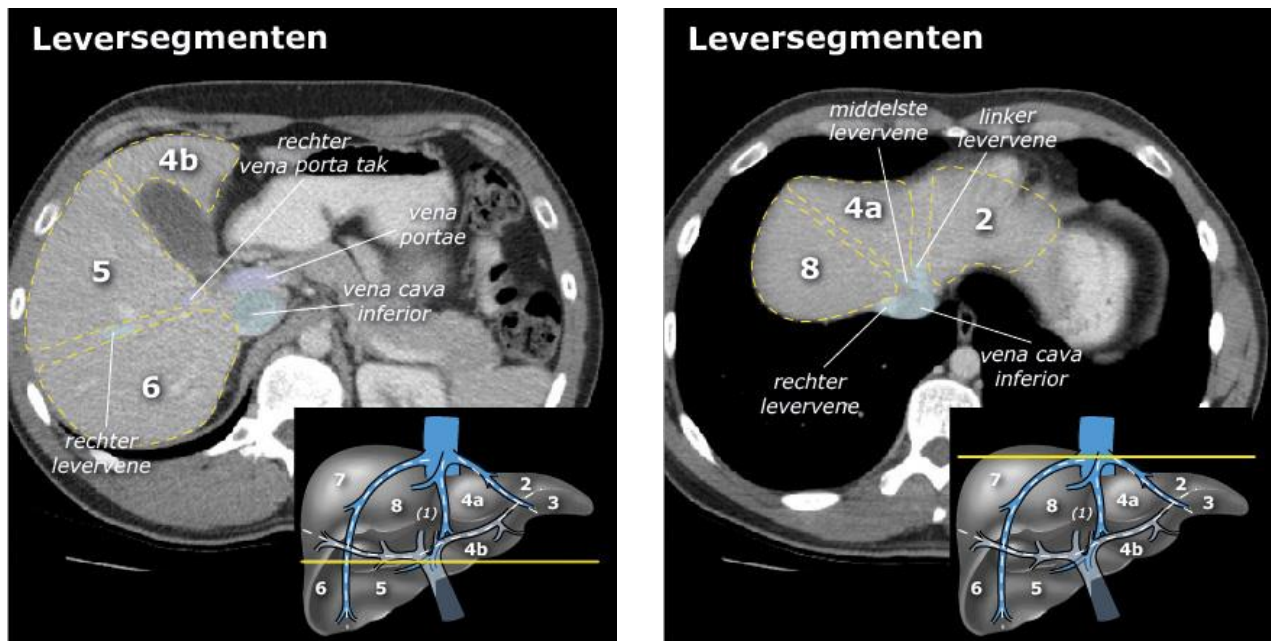 Leversegmenten
4b
rechter
vena porta tak
vena
portae
5
vena cava
inferior
6
rechter
levervene
7
8
4a
2
3
(1)
4b
6
5
Leversegmenten
middelste
levervene
linker
levervene
4a
2
8
vena cava
inferior
rechter
levervene
7
8
4a
2
3
(1)
4b
6
5